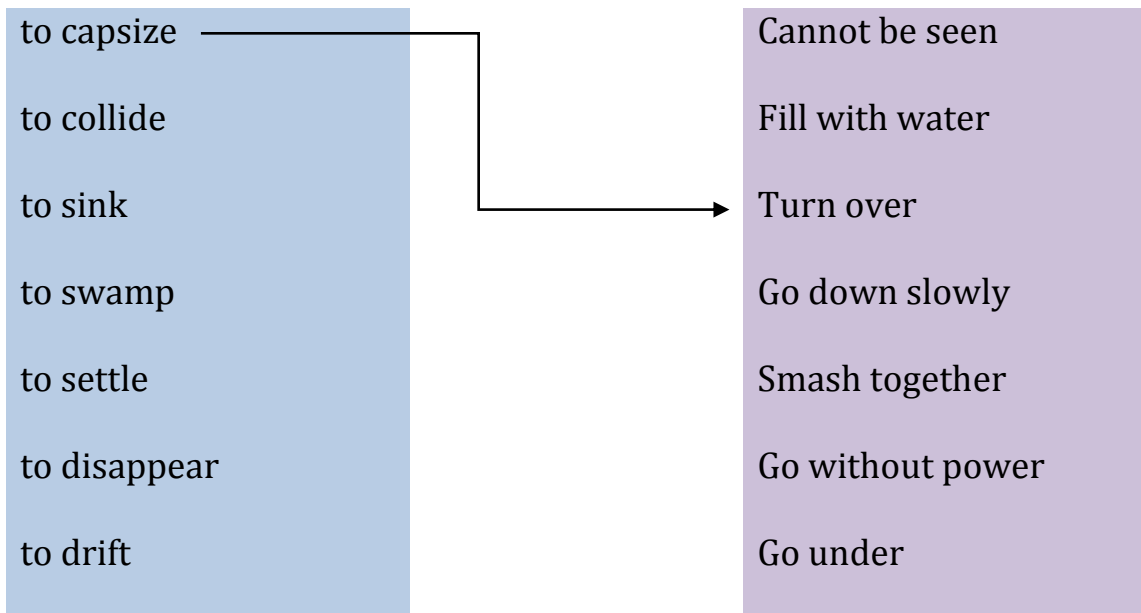 to capsize
to collide
to sink
to swamp
to settle
to disappear
to drift
Cannot be seen
Fill with water
Turn over
Go down slowly
Smash together
Go without power
Go under